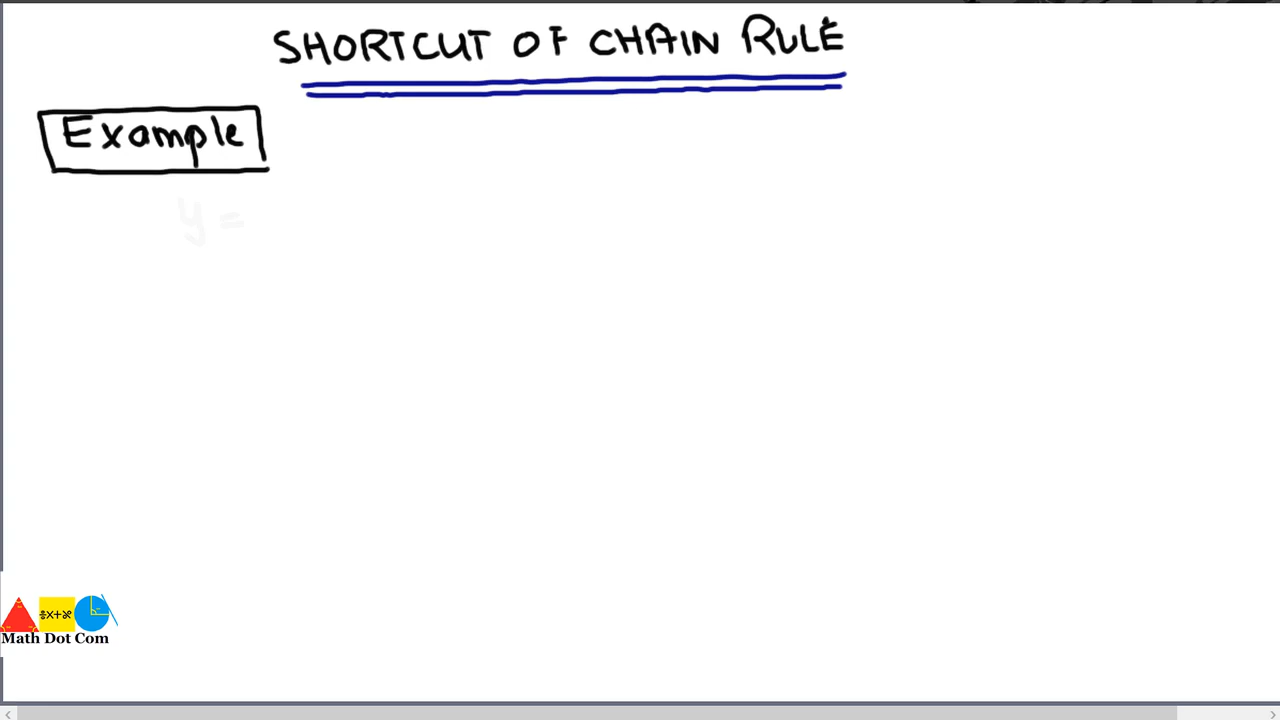 SHORTCUT OF CHAIN RULE
Example
y =
÷x+
Math Dot Com